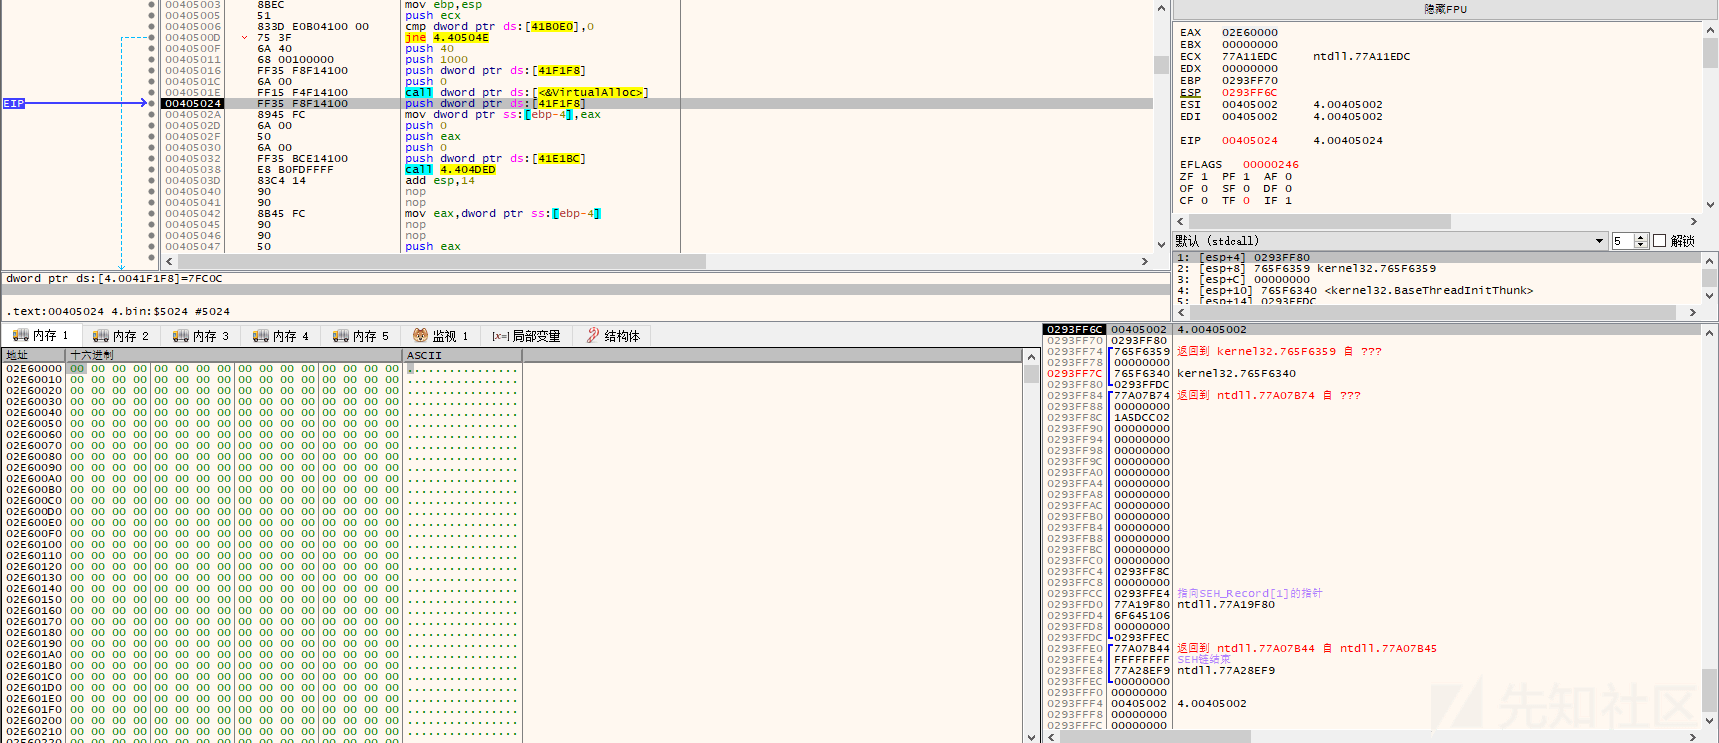 隐藏FPU
00405003 8BEC mov ebp,esp
00405005 51 push ecx
00405006 833D E0B04100 00 cmp dword ptr ds:[41B0E0],0
0040500D 75 3F jne 4.40504E
0040500F 6A 40 push 40
00405011 68 00100000 push 1000
00405016 FF35 F8F14100 push dword ptr ds:[41F1F8]
0040501C 6A 00 push 0
0040501E FF15 F4F14100 call dword ptr ds:[<&VirtualAlloc>]
EIP 00405024 FF35 F8F14100 push dword ptr ds:[41F1F8]
0040502A 8945 FC mov dword ptr ss:[ebp-4],eax
0040502D 6A 00 push 0
0040502F 50 push eax
00405030 6A 00 push 0
00405032 FF35 BCE14100 push dword ptr ds:[41E1BC]
00405038 E8 B0FDFFFF call 4.404DED
0040503D 83C4 14 add esp,14
00405040 90 nop
00405041 90 nop
00405042 8B45 FC mov eax,dword ptr ss:[ebp-4]
00405045 90 nop
00405046 90 nop
00405047 50 push eax
EAX 02E60000
EBX 00000000
ECX 77A11EDC ntdll.77A11EDC
EDX 00000000
EBP 0293FF70
ESP 0293FF6C
ESI 00405002 4.00405002
EDI 00405002 4.00405002
EIP 00405024 4.00405024
EFLAGS 00000246
ZF 1 PF 1 AF 0
OF 0 SF 0 DF 0
CF 0 TF 0 IF 1
默认 (stdcall) 5 解锁
1: [esp+4] 0293FF80
2: [esp+8] 765F6359 kernel32.765F6359
3: [esp+C] 00000000
4: [esp+10] 765F6340 <kernel32.BaseThreadInitThunk>
5: [esp+14] 0293FFDC
dword ptr ds:[4.0041F1F8]=7FC0C
.text:00405024 4.bin:$5024 #5024
内存 1 内存 2 内存 3 内存 4 内存 5 监视 1 [x=]局部变量 结构体
地址 十六进制 ASCII
02E60000 00 00 00 00 00 00 00 00 00 00 00 00 00 00 00 00 ................
02E60010 00 00 00 00 00 00 00 00 00 00 00 00 00 00 00 00 ................
02E60020 00 00 00 00 00 00 00 00 00 00 00 00 00 00 00 00 ................
02E60030 00 00 00 00 00 00 00 00 00 00 00 00 00 00 00 00 ................
02E60040 00 00 00 00 00 00 00 00 00 00 00 00 00 00 00 00 ................
02E60050 00 00 00 00 00 00 00 00 00 00 00 00 00 00 00 00 ................
02E60060 00 00 00 00 00 00 00 00 00 00 00 00 00 00 00 00 ................
02E60070 00 00 00 00 00 00 00 00 00 00 00 00 00 00 00 00 ................
02E60080 00 00 00 00 00 00 00 00 00 00 00 00 00 00 00 00 ................
02E60090 00 00 00 00 00 00 00 00 00 00 00 00 00 00 00 00 ................
02E600A0 00 00 00 00 00 00 00 00 00 00 00 00 00 00 00 00 ................
02E600B0 00 00 00 00 00 00 00 00 00 00 00 00 00 00 00 00 ................
02E600C0 00 00 00 00 00 00 00 00 00 00 00 00 00 00 00 00 ................
02E600D0 00 00 00 00 00 00 00 00 00 00 00 00 00 00 00 00 ................
02E600E0 00 00 00 00 00 00 00 00 00 00 00 00 00 00 00 00 ................
02E600F0 00 00 00 00 00 00 00 00 00 00 00 00 00 00 00 00 ................
02E60100 00 00 00 00 00 00 00 00 00 00 00 00 00 00 00 00 ................
02E60110 00 00 00 00 00 00 00 00 00 00 00 00 00 00 00 00 ................
02E60120 00 00 00 00 00 00 00 00 00 00 00 00 00 00 00 00 ................
02E60130 00 00 00 00 00 00 00 00 00 00 00 00 00 00 00 00 ................
02E60140 00 00 00 00 00 00 00 00 00 00 00 00 00 00 00 00 ................
02E60150 00 00 00 00 00 00 00 00 00 00 00 00 00 00 00 00 ................
02E60160 00 00 00 00 00 00 00 00 00 00 00 00 00 00 00 00 ................
02E60170 00 00 00 00 00 00 00 00 00 00 00 00 00 00 00 00 ................
02E60180 00 00 00 00 00 00 00 00 00 00 00 00 00 00 00 00 ................
02E60190 00 00 00 00 00 00 00 00 00 00 00 00 00 00 00 00 ................
02E601A0 00 00 00 00 00 00 00 00 00 00 00 00 00 00 00 00 ................
02E601B0 00 00 00 00 00 00 00 00 00 00 00 00 00 00 00 00 ................
02E601C0 00 00 00 00 00 00 00 00 00 00 00 00 00 00 00 00 ................
02E601D0 00 00 00 00 00 00 00 00 00 00 00 00 00 00 00 00 ................
02E601E0 00 00 00 00 00 00 00 00 00 00 00 00 00 00 00 00 ................
02E601F0 00 00 00 00 00 00 00 00 00 00 00 00 00 00 00 00 ................
02E60200 00 00 00 00 00 00 00 00 00 00 00 00 00 00 00 00 ................
02E60210 00 00 00 00 00 00 00 00 00 00 00 00 00 00 00 00 ................
0293FF6C 00405002 4.00405002
0293FF70 0293FF80
0293FF74 765F6359 返回到 kernel32.765F6359 自 ???
0293FF78 00000000
0293FF7C 765F6340 kernel32.765F6340
0293FF80 0293FFDC
0293FF84 77A07B74 返回到 ntdll.77A07B74 自 ???
0293FF88 00000000
0293FF8C 1A5DCC02
0293FF90 00000000
0293FF94 00000000
0293FF98 00000000
0293FF9C 00000000
0293FFA0 00000000
0293FFA4 00000000
0293FFA8 00000000
0293FFAC 00000000
0293FFB0 00000000
0293FFB4 00000000
0293FFB8 00000000
0293FFBC 00000000
0293FFC0 00000000
0293FFC4 0293FF8C
0293FFC8 00000000
0293FFCC 0293FFE4 指向SEH_Record[1]的指针
0293FFD0 77A19F80 ntdll.77A19F80
0293FFD4 6F645106
0293FFD8 00000000
0293FFDC 0293FFEC
0293FFE0 77A07B44 返回到 ntdll.77A07B44 自 ntdll.77A07B45
0293FFE4 FFFFFFFF SEH链结束
0293FFE8 77A28EF9 ntdll.77A28EF9
0293FFEC 00000000
0293FFF0 00000000
0293FFF4 00405002 4.00405002
0293FFF8 00000000
0293FFFC 00000000
先知社区